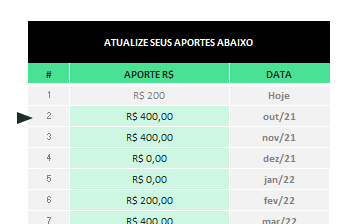 ATUALIZE SEUS APORTES ABAIXO
# APORTE R$ DATA
1 R$ 200 Hoje
2 R$ 400,00 out/21
3 R$ 400,00 nov/21
4 R$ 0,00 dez/21
5 R$ 0,00 jan/22
6 R$ 200,00 fev/22
7 R$ 400,00 mar/22